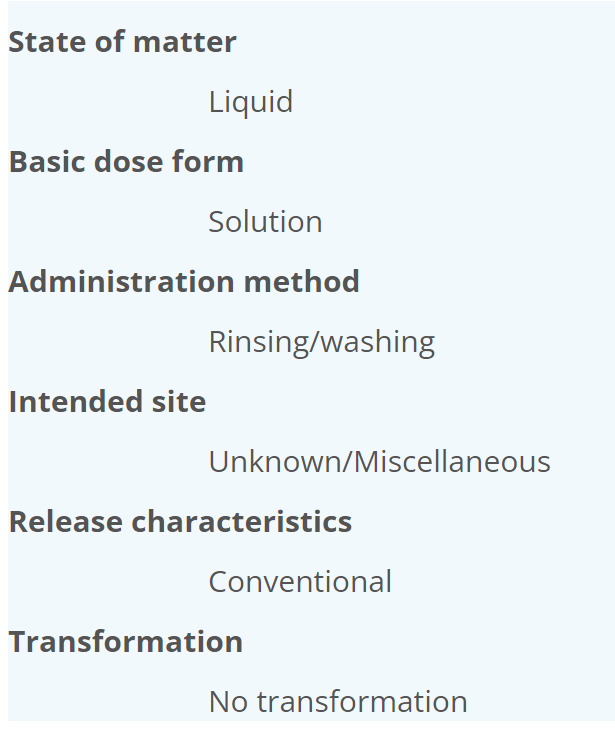 State of matter
Liquid
Basic dose form
Solution
Administration method
Rinsing/washing
Intended site
Unknown/Miscellaneous
Release characteristics
Conventional
Transformation
No transformation